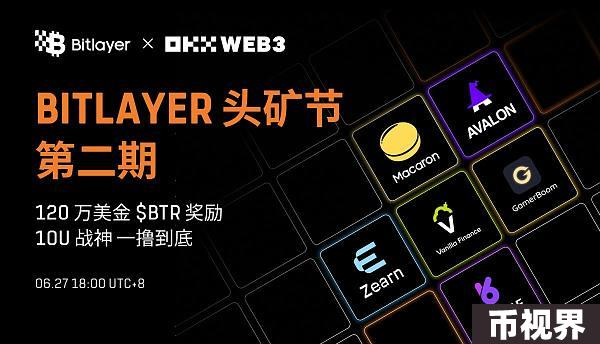 Bitlayer × OKX WEB3
BITLAYER 头矿节
第二期
120 万美金 $BTR 奖励
10U 战神 一撸到底
06.27 18:00 UTC+8
AVALON
Macaron
GamerBoom
Vanilla Finance
Zearn
币视界